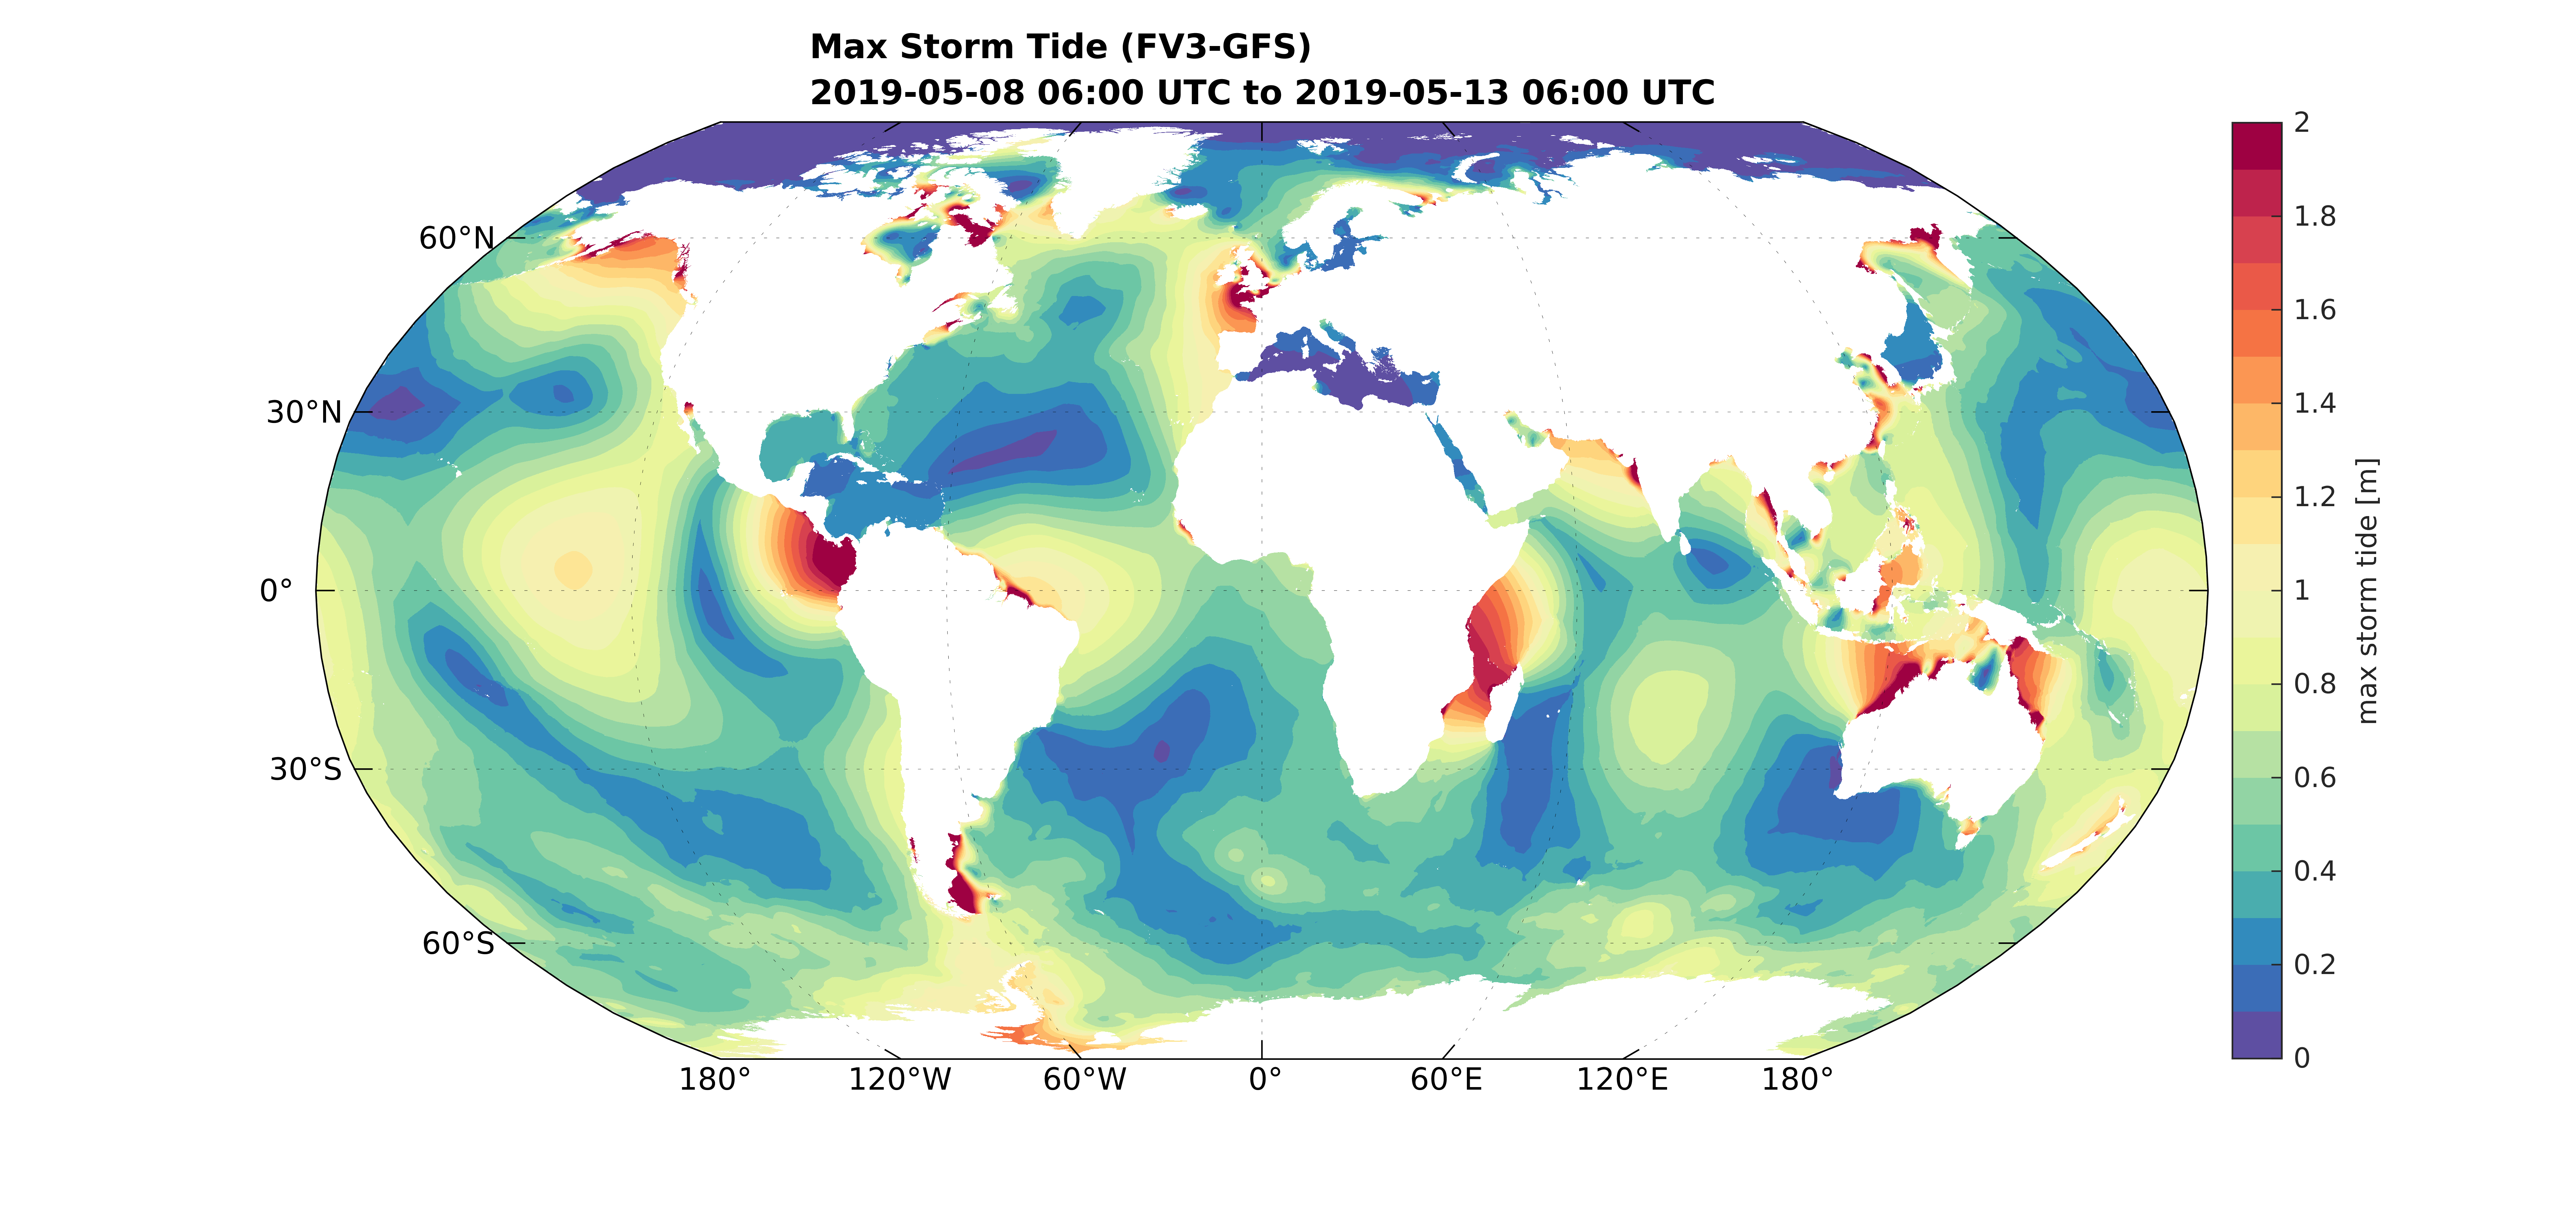 Max Storm Tide (FV3-GFS)
2019-05-08 06:00 UTC to 2019-05-13 06:00 UTC
60°N
30°N
0°
30°S
60°S
180°
120°W
60°W
0°
60°E
120°E
180°
2
1.8
1.6
1.4
1.2
1
0.8
0.6
0.4
0.2
0
max storm tide [m]